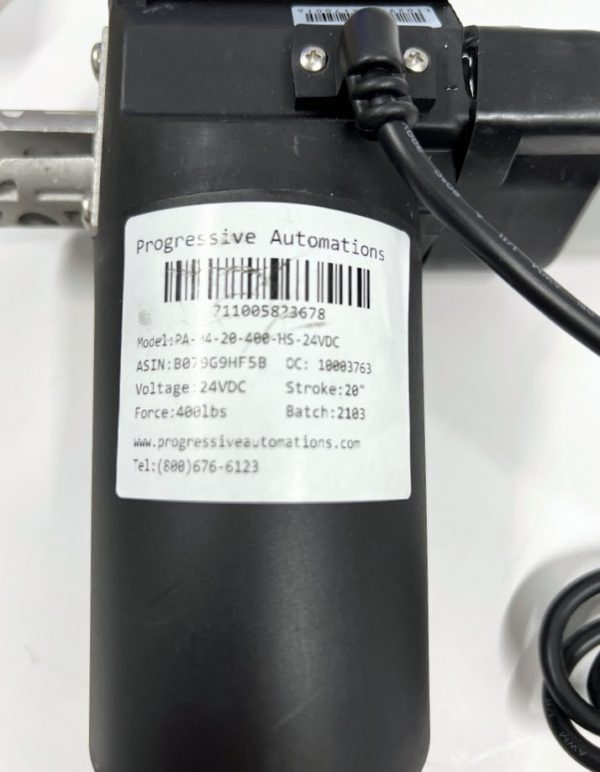 Progressive Automations
711005823678
Model:PA-04-20-400-HS-24VDC
ASIN:B079G9HF5B OC: 10003763
Voltage:24VDC Stroke:20"
Force:400lbs Batch:2103
www.progressiveautomations.com
Tel:(800)676-6123
AWM